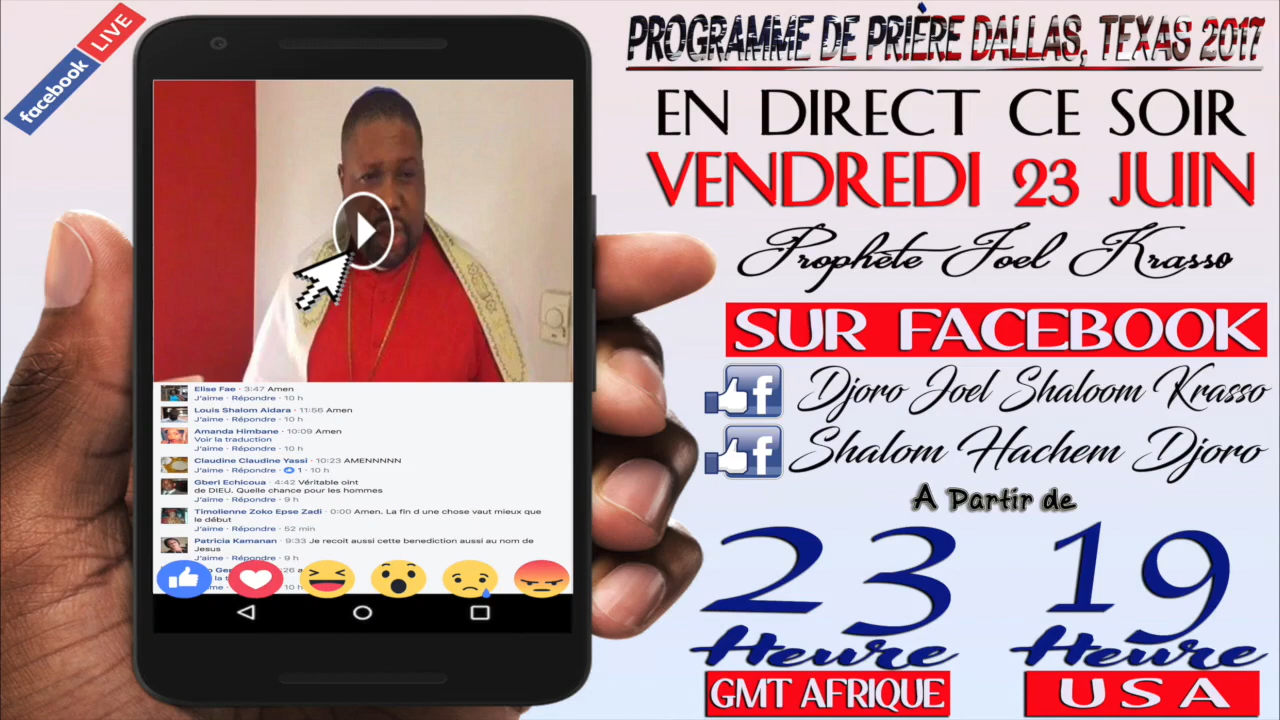 facebook LIVE
PROGRAMME DE PRIÈRE DALLAS, TEXAS 2017
EN DIRECT CE SOIR
VENDREDI 23 JUIN
Prophète Joel Krasso
SUR FACEBOOK
f Djoro Joel Shaloom Krasso
f Shalom Hachem Djoro
A Partir de
23 19
Heure Heure
GMT AFRIQUE USA
Elise Fae · 3:47 Amen
J'aime · Répondre · 10 h
Louis Shalom Aidara · 11:56 Amen
J'aime · Répondre · 10 h
Amanda Himbane · 10:09 Amen
Voir la traduction
J'aime · Répondre · 10 h
Claudine Claudine Yassi · 10:23 AMENNNNN
J'aime · Répondre · 1 · 10 h
Gberi Echicoua · 4:42 Véritable oint
de DIEU. Quelle chance pour les hommes
J'aime · Répondre · 9 h
Timolienne Zoko Epse Zadi · 0:00 Amen. La fin d une chose vaut mieux que
le début
J'aime · Répondre · 52 min
Patricia Kamanan · 9:33 Je recoit aussi cette benediction aussi au nom de
Jesus
J'aime · Répondre · 9 h